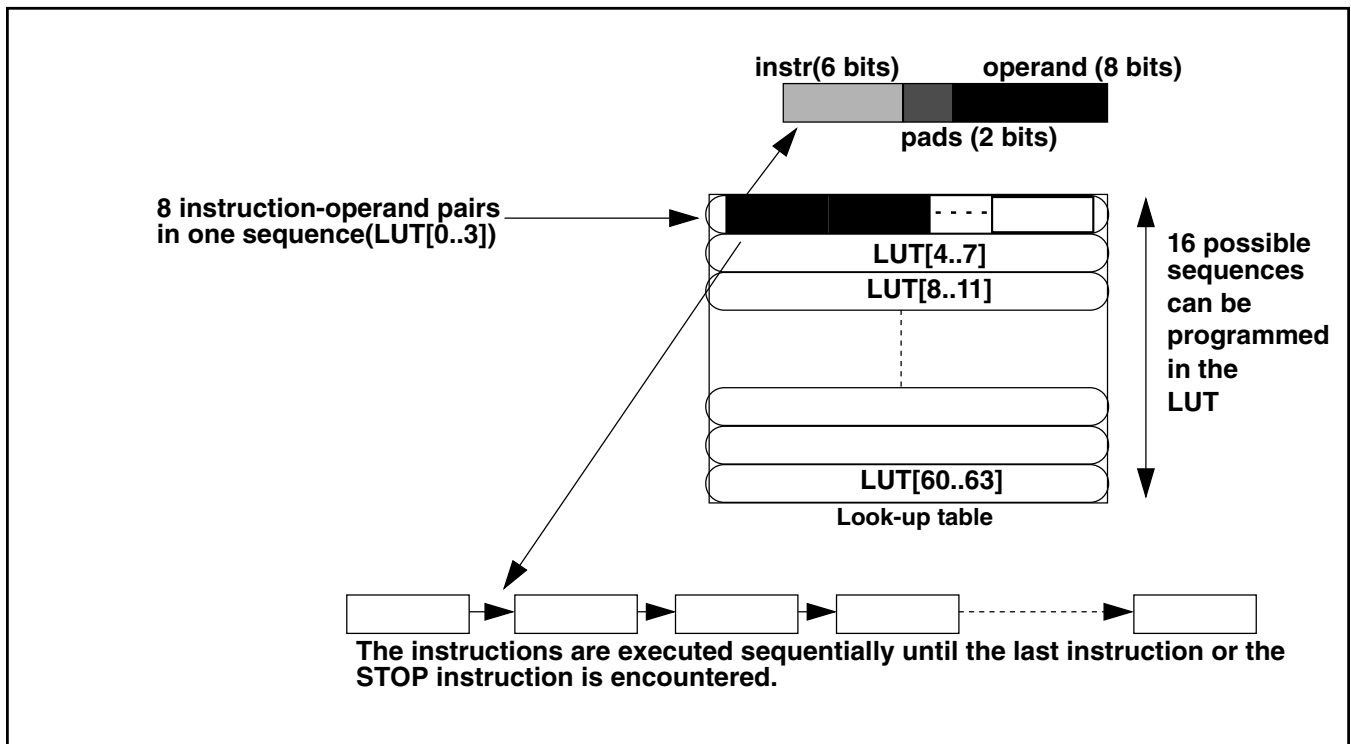 instr(6 bits)
operand (8 bits)
pads (2 bits)
8 instruction-operand pairs
in one sequence(LUT[0..3])
LUT[4..7]
LUT[8..11]
LUT[60..63]
Look-up table
16 possible
sequences
can be
programmed
in the
LUT
The instructions are executed sequentially until the last instruction or the
STOP instruction is encountered.